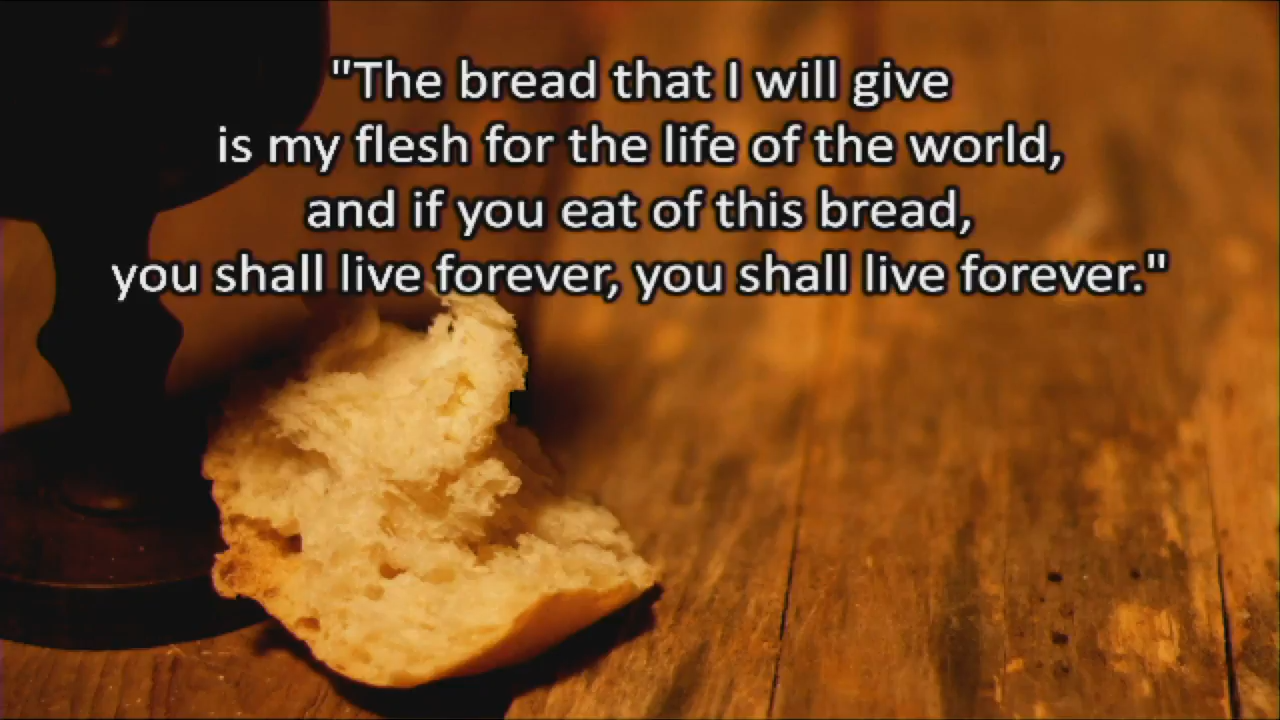 "The bread that I will give
is my flesh for the life of the world,
and if you eat of this bread,
you shall live forever, you shall live forever."